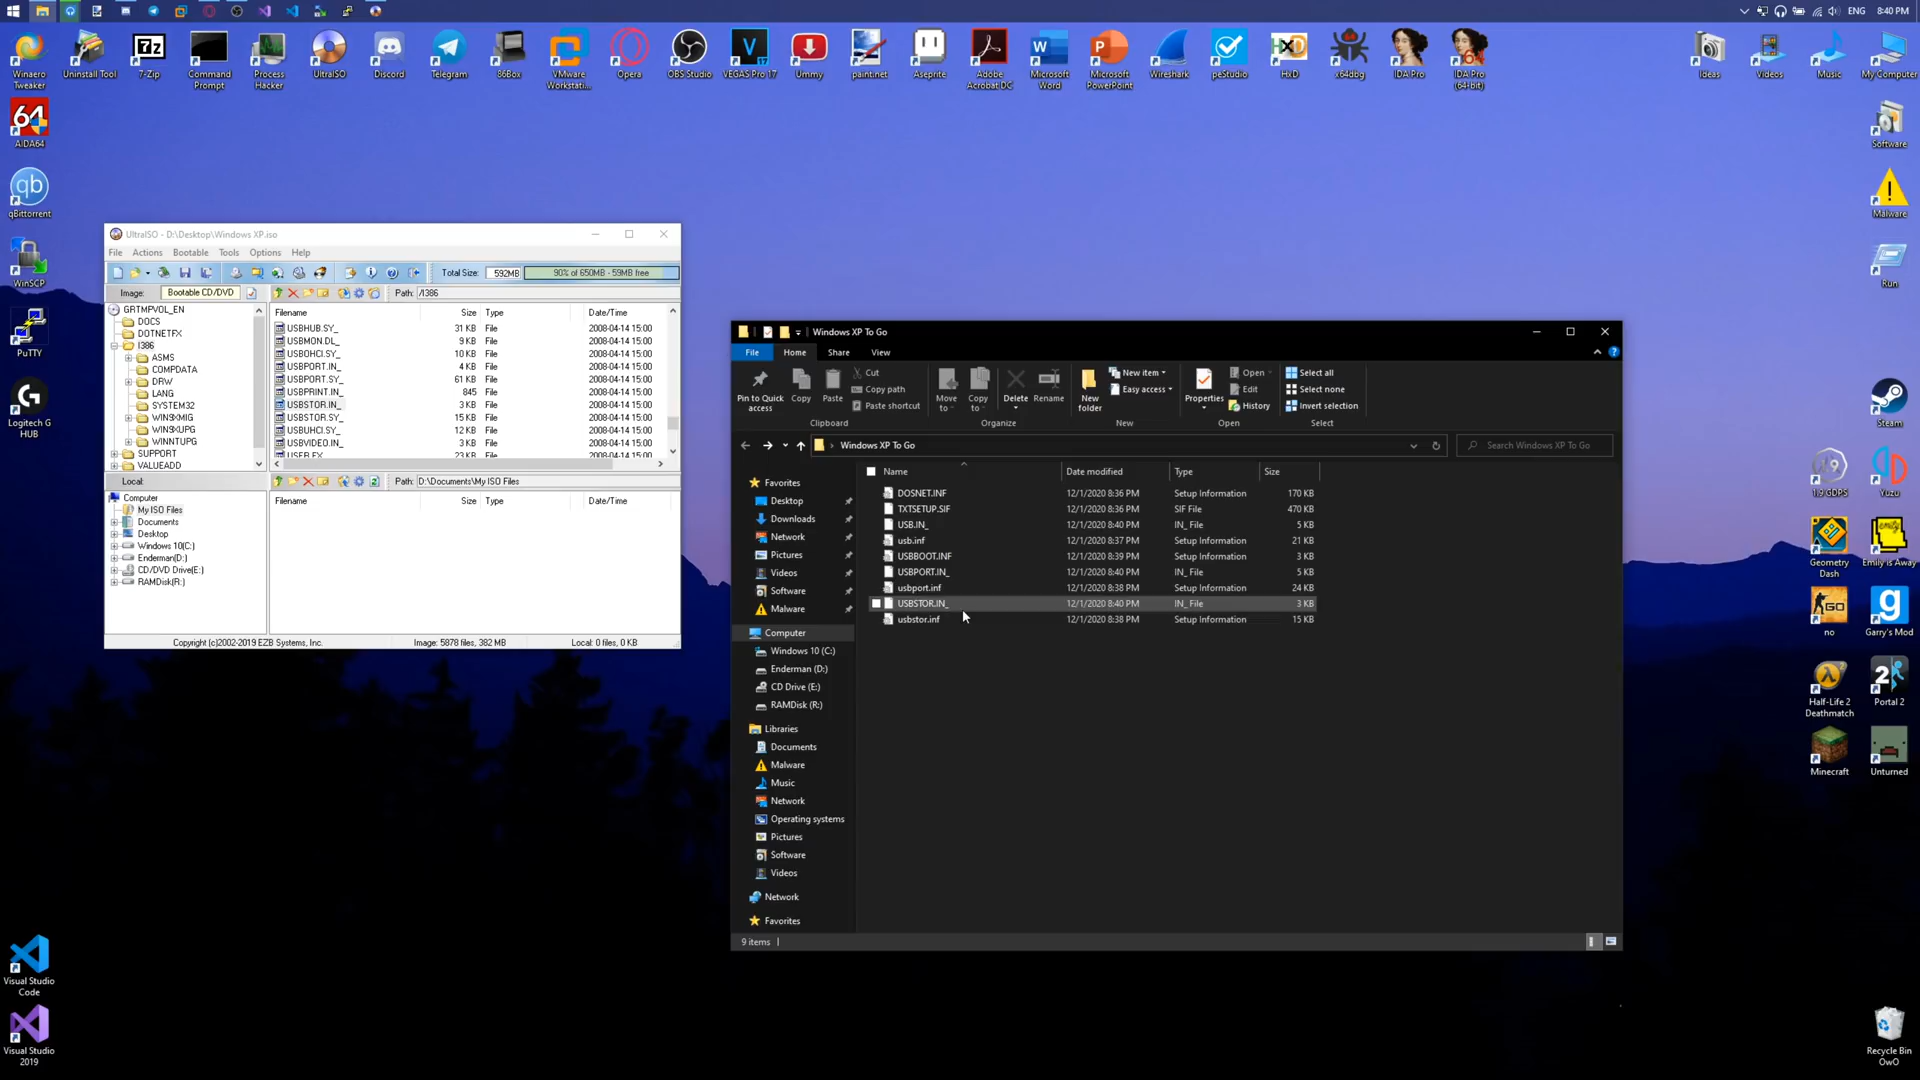 ENG 8:40 PM
Winaero Tweaker
Uninstall Tool
7-Zip
Command Prompt
Process Hacker
UltraISO
Discord
Telegram
86Box
VMware Workstati...
Opera
OBS Studio
VEGAS Pro 17
Ummy
paint.net
Aseprite
Adobe Acrobat DC
Microsoft Word
Microsoft PowerPoint
Wireshark
peStudio
HxD
x64dbg
IDA Pro
IDA Pro (64-bit)
Ideas
Videos
Music
My Computer
64
AIDA64
qBittorrent
WinSCP
PuTTY
Logitech G HUB
Visual Studio Code
Visual Studio 2019
Software
Malware
Run
Steam
1.9 GDPS
Yuzu
Geometry Dash
Emily is Away
no
Garry's Mod
Half-Life 2 Deathmatch
Portal 2
Minecraft
Unturned
Recycle Bin OwO
UltraISO - D:\Desktop\Windows XP.iso
File Actions Bootable Tools Options Help
Total Size: 592MB 90% of 650MB - 59MB free
Image: Bootable CD/DVD Path: /I386
GRTMPVOL_EN
DOCS
DOTNETFX
I386
ASMS
COMPDATA
DRW
LANG
SYSTEM32
WIN9XMIG
WIN9XUPG
WINNTUPG
SUPPORT
VALUEADD
Filename Size Type Date/Time
USBHUB.SY_ 31 KB File 2008-04-14 15:00
USBMON.DL_ 9 KB File 2008-04-14 15:00
USBOHCI.SY_ 10 KB File 2008-04-14 15:00
USBPORT.IN_ 4 KB File 2008-04-14 15:00
USBPORT.SY_ 61 KB File 2008-04-14 15:00
USBPRINT.IN_ 845 File 2008-04-14 15:00
USBSTOR.IN_ 3 KB File 2008-04-14 15:00
USBSTOR.SY_ 15 KB File 2008-04-14 15:00
USBUHCI.SY_ 12 KB File 2008-04-14 15:00
USBVIDEO.IN_ 3 KB File 2008-04-14 15:00
USER.EX_ 23 KB File 2008-04-14 15:00
Local: Path: D:\Documents\My ISO Files
Computer
My ISO Files
Documents
Desktop
Windows 10(C:)
Enderman(D:)
CD/DVD Drive(E:)
RAMDisk(R:)
Filename Size Type Date/Time
Copyright (c)2002-2019 EZB Systems, Inc. Image: 5878 files, 382 MB Local: 0 files, 0 KB
Windows XP To Go
File Home Share View
Pin to Quick access
Copy
Paste
Cut
Copy path
Paste shortcut
Move to
Copy to
Delete
Rename
New folder
New item
Easy access
Properties
Open
Edit
History
Select all
Select none
Invert selection
Clipboard Organize New Open Select
Windows XP To Go
Search Windows XP To Go
Favorites
Desktop
Downloads
Network
Pictures
Videos
Software
Malware
Computer
Windows 10 (C:)
Enderman (D:)
CD Drive (E:)
RAMDisk (R:)
Libraries
Documents
Malware
Music
Network
Operating systems
Pictures
Software
Videos
Network
Favorites
Name Date modified Type Size
DOSNET.INF 12/1/2020 8:36 PM Setup Information 170 KB
TXTSETUP.SIF 12/1/2020 8:36 PM SIF File 470 KB
USB.IN_ 12/1/2020 8:40 PM IN_ File 5 KB
usb.inf 12/1/2020 8:37 PM Setup Information 21 KB
USBBOOT.INF 12/1/2020 8:39 PM Setup Information 3 KB
USBPORT.IN_ 12/1/2020 8:40 PM IN_ File 5 KB
usbport.inf 12/1/2020 8:38 PM Setup Information 24 KB
USBSTOR.IN_ 12/1/2020 8:40 PM IN_ File 3 KB
usbstor.inf 12/1/2020 8:38 PM Setup Information 15 KB
9 items